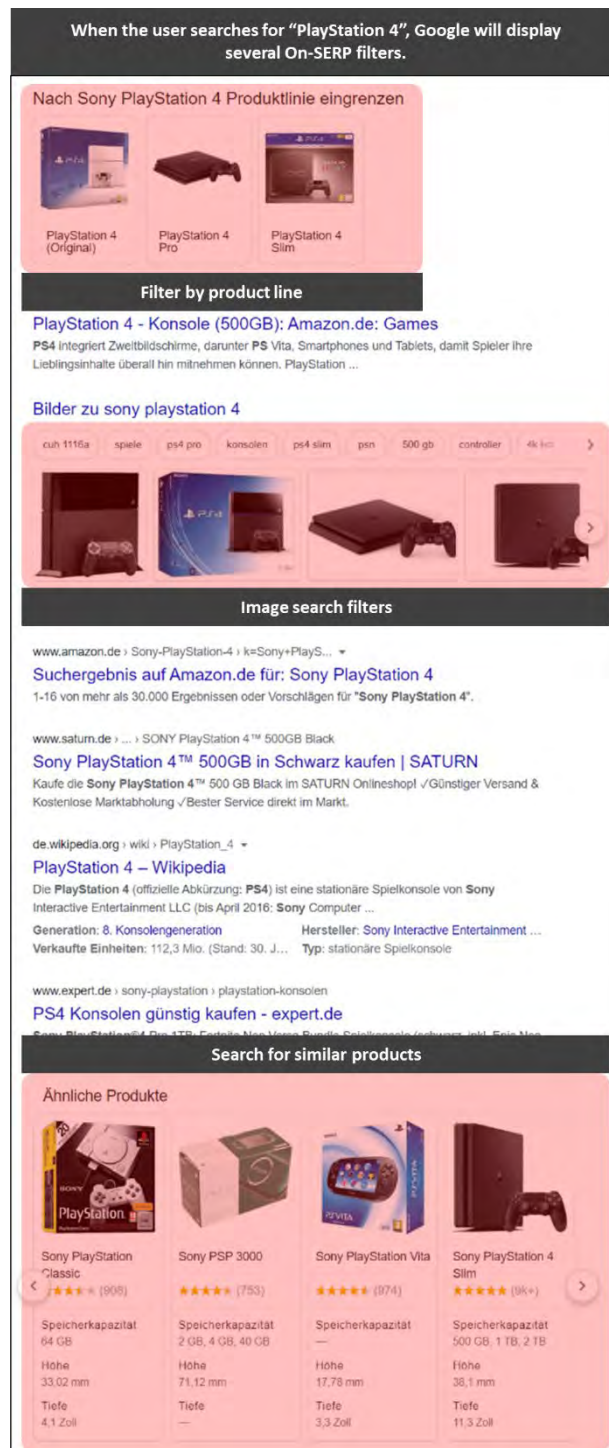 When the user searches for “PlayStation 4”, Google will display
several On-SERP filters.
Nach Sony PlayStation 4 Produktlinie eingrenzen
PlayStation 4
(Original)
PlayStation 4
Pro
PlayStation 4
Slim
Filter by product line
PlayStation 4 - Konsole (500GB): Amazon.de: Games
PS4 integriert Zweitbildschirme, darunter PS Vita, Smartphones und Tablets, damit Spieler ihre
Lieblingsinhalte überall hin mitnehmen können. PlayStation ...
Bilder zu sony playstation 4
cuh 1116a spiele ps4 pro konsolen ps4 slim psn 500 gb controller
PS4
Image search filters
www.amazon.de › Sony-PlayStation-4 › k=Sony+PlayS...
Suchergebnis auf Amazon.de für: Sony PlayStation 4
1-16 von mehr als 30.000 Ergebnissen oder Vorschlägen für "Sony PlayStation 4".
www.saturn.de › ... › SONY PlayStation 4™ 500GB Black
Sony PlayStation 4™ 500GB in Schwarz kaufen | SATURN
Kaufe die Sony PlayStation 4™ 500 GB Black im SATURN Onlineshop! ✓Günstiger Versand &
Kostenlose Marktabholung ✓Bester Service direkt im Markt.
de.wikipedia.org › wiki › PlayStation_4
PlayStation 4 – Wikipedia
Die PlayStation 4 (offizielle Abkürzung: PS4) ist eine stationäre Spielkonsole von Sony
Interactive Entertainment LLC (bis April 2016: Sony Computer ...
Generation: 8. Konsolengeneration Hersteller: Sony Interactive Entertainment ...
Verkaufte Einheiten: 112,3 Mio. (Stand: 30. J... Typ: stationäre Spielkonsole
www.expert.de › sony-playstation › playstation-konsolen
PS4 Konsolen günstig kaufen - expert.de
Search for similar products
Ähnliche Produkte
SONY
PlayStation
PSVITA
Sony PlayStation
Classic
(908)
Sony PSP 3000
(753)
Sony PlayStation Vita
(974)
Sony PlayStation 4
Slim
(9k+)
Speicherkapazität Speicherkapazität Speicherkapazität Speicherkapazität
64 GB 2 GB, 4 GB, 40 GB — 500 GB, 1 TB, 2 TB
Höhe Höhe Höhe Höhe
33,02 mm 71,12 mm 17,78 mm 38,1 mm
Tiefe Tiefe Tiefe Tiefe
4,1 Zoll — 3,3 Zoll 11,3 Zoll